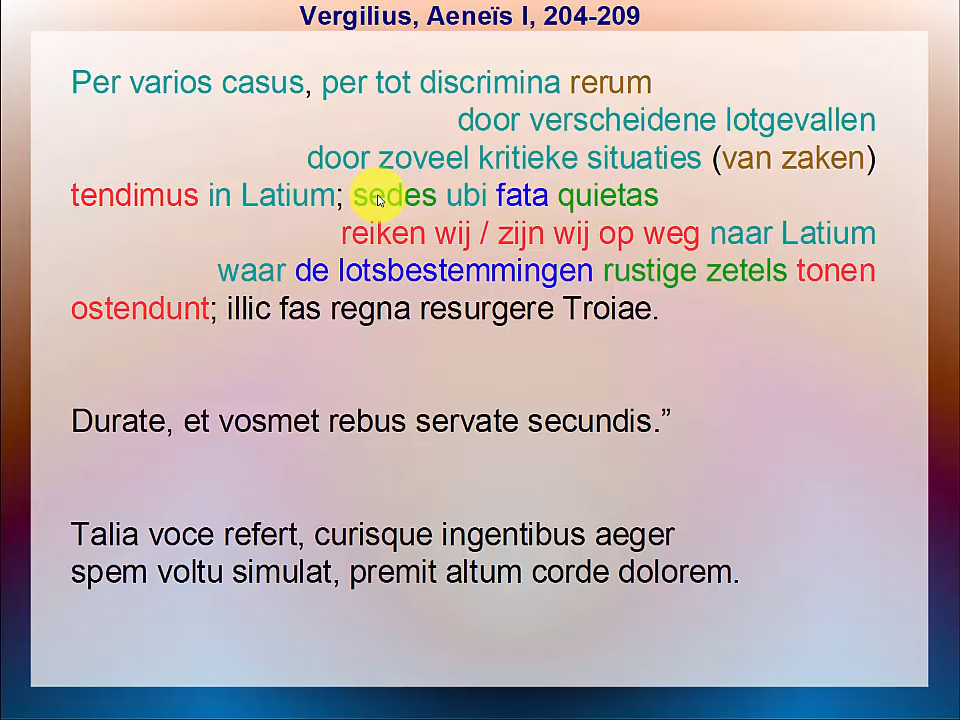 Vergilius, Aeneïs I, 204-209
Per varios casus, per tot discrimina rerum
door verscheidene lotgevallen
door zoveel kritieke situaties (van zaken)
tendimus in Latium; sedes ubi fata quietas
reiken wij / zijn wij op weg naar Latium
waar de lotsbestemmingen rustige zetels tonen
ostendunt; illic fas regna resurgere Troiae.
Durate, et vosmet rebus servate secundis.”
Talia voce refert, curisque ingentibus aeger
spem voltu simulat, premit altum corde dolorem.